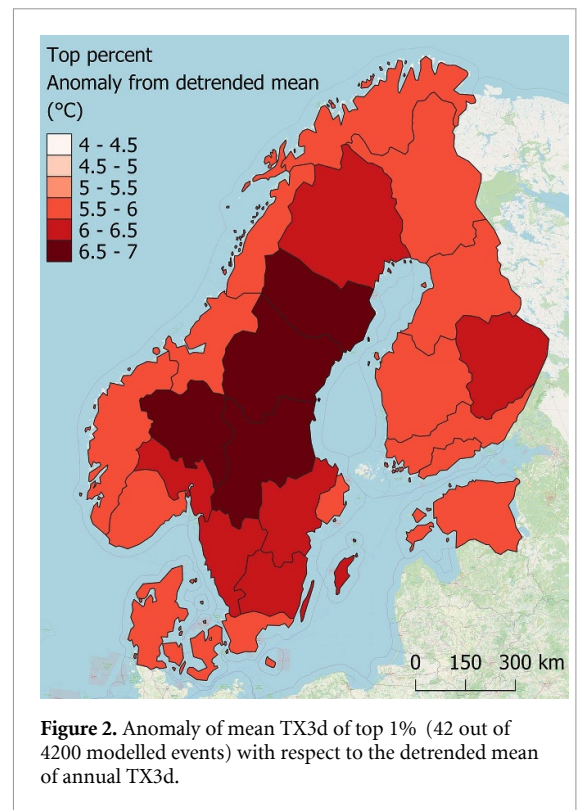 Top percent
Anomaly from detrended mean
(°C)
4 - 4.5
4.5 - 5
5 - 5.5
5.5 - 6
6 - 6.5
6.5 - 7
0 150 300 km
Figure 2. Anomaly of mean TX3d of top 1% (42 out of
4200 modelled events) with respect to the detrended mean
of annual TX3d.